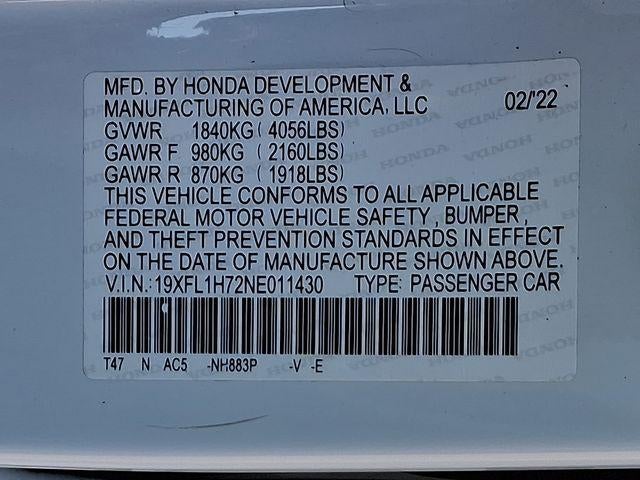 MFD. BY HONDA DEVELOPMENT &
MANUFACTURING OF AMERICA, LLC 02/'22
GVWR 1840KG ( 4056LBS)
GAWR F 980KG ( 2160LBS)
GAWR R 870KG ( 1918LBS)
THIS VEHICLE CONFORMS TO ALL APPLICABLE
FEDERAL MOTOR VEHICLE SAFETY , BUMPER ,
AND THEFT PREVENTION STANDARDS IN EFFECT
ON THE DATE OF MANUFACTURE SHOWN ABOVE.
V.I.N.: 19XFL1H72NE011430 TYPE: PASSENGER CAR
T47 N AC5 -NH883P -V -E